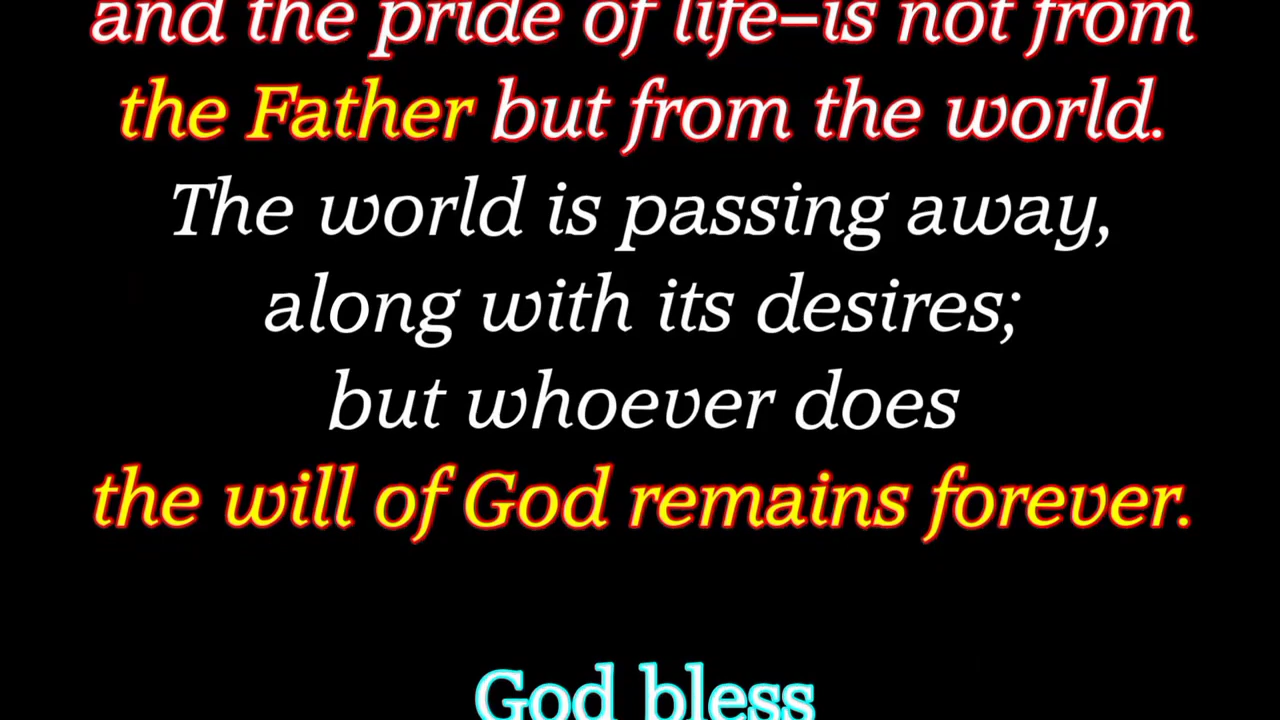 and the pride of life—is not from
the Father but from the world.
The world is passing away,
along with its desires;
but whoever does
the will of God remains forever.
God bless